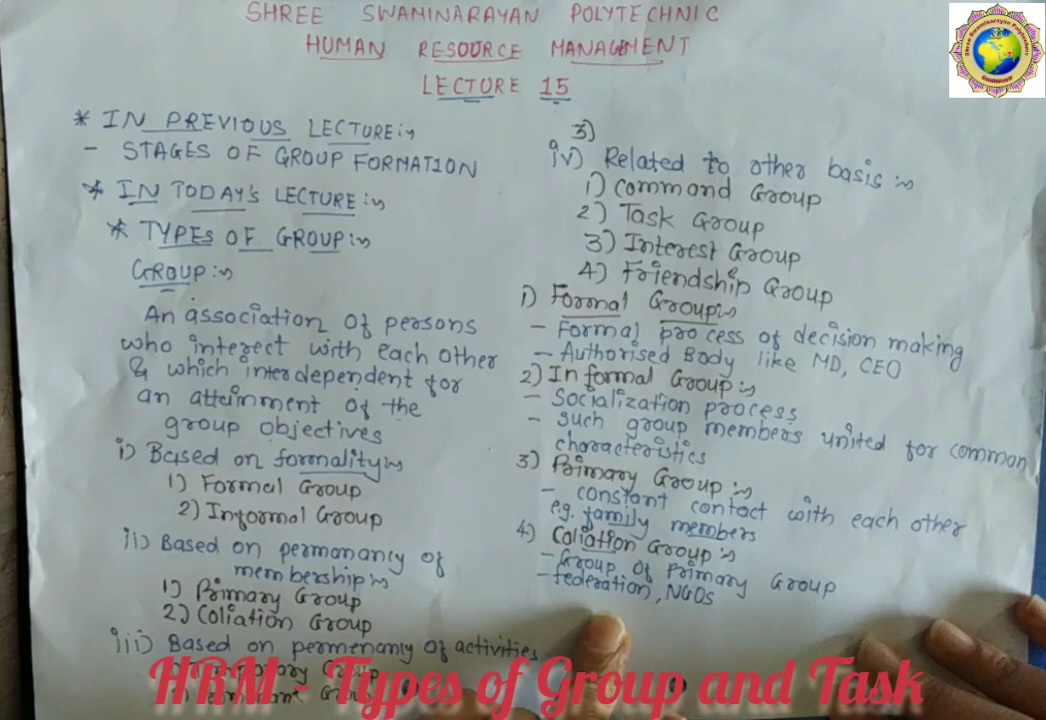 SHREE SWAMINARAYAN POLYTECHNIC
HUMAN RESOURCE MANAGEMENT
LECTURE 15
* IN PREVIOUS LECTURE:~
- STAGES OF GROUP FORMATION
* IN TODAY'S LECTURE:~
* TYPES OF GROUP:~
GROUP:~
An association of persons
who interect with each other
& which interdependent for
an attainment of the
group objectives
i) Based on formality:~
1) Formal Group
2) Informal Group
ii) Based on permanancy of
membership:~
1) Primary Group
2) Coliation Group
iii) Based on permenancy of activities
3)
iv) Related to other basis:~
1) Command Group
2) Task Group
3) Interest Group
4) Friendship Group
1) Formal Group:~
- Formal process of decision making
- Authorised Body like MD, CEO
2) Informal Group:~
- Socialization process
- Such group members united for common
characteristics
3) Primary Group:~
- constant contact with each other
e.g. family members
4) Coliation Group:~
- Group of Primary Group
- federation, NGOs
HRM - Types of Group and Task
Shree Swaminarayan Polytechnic
Gandhinagar